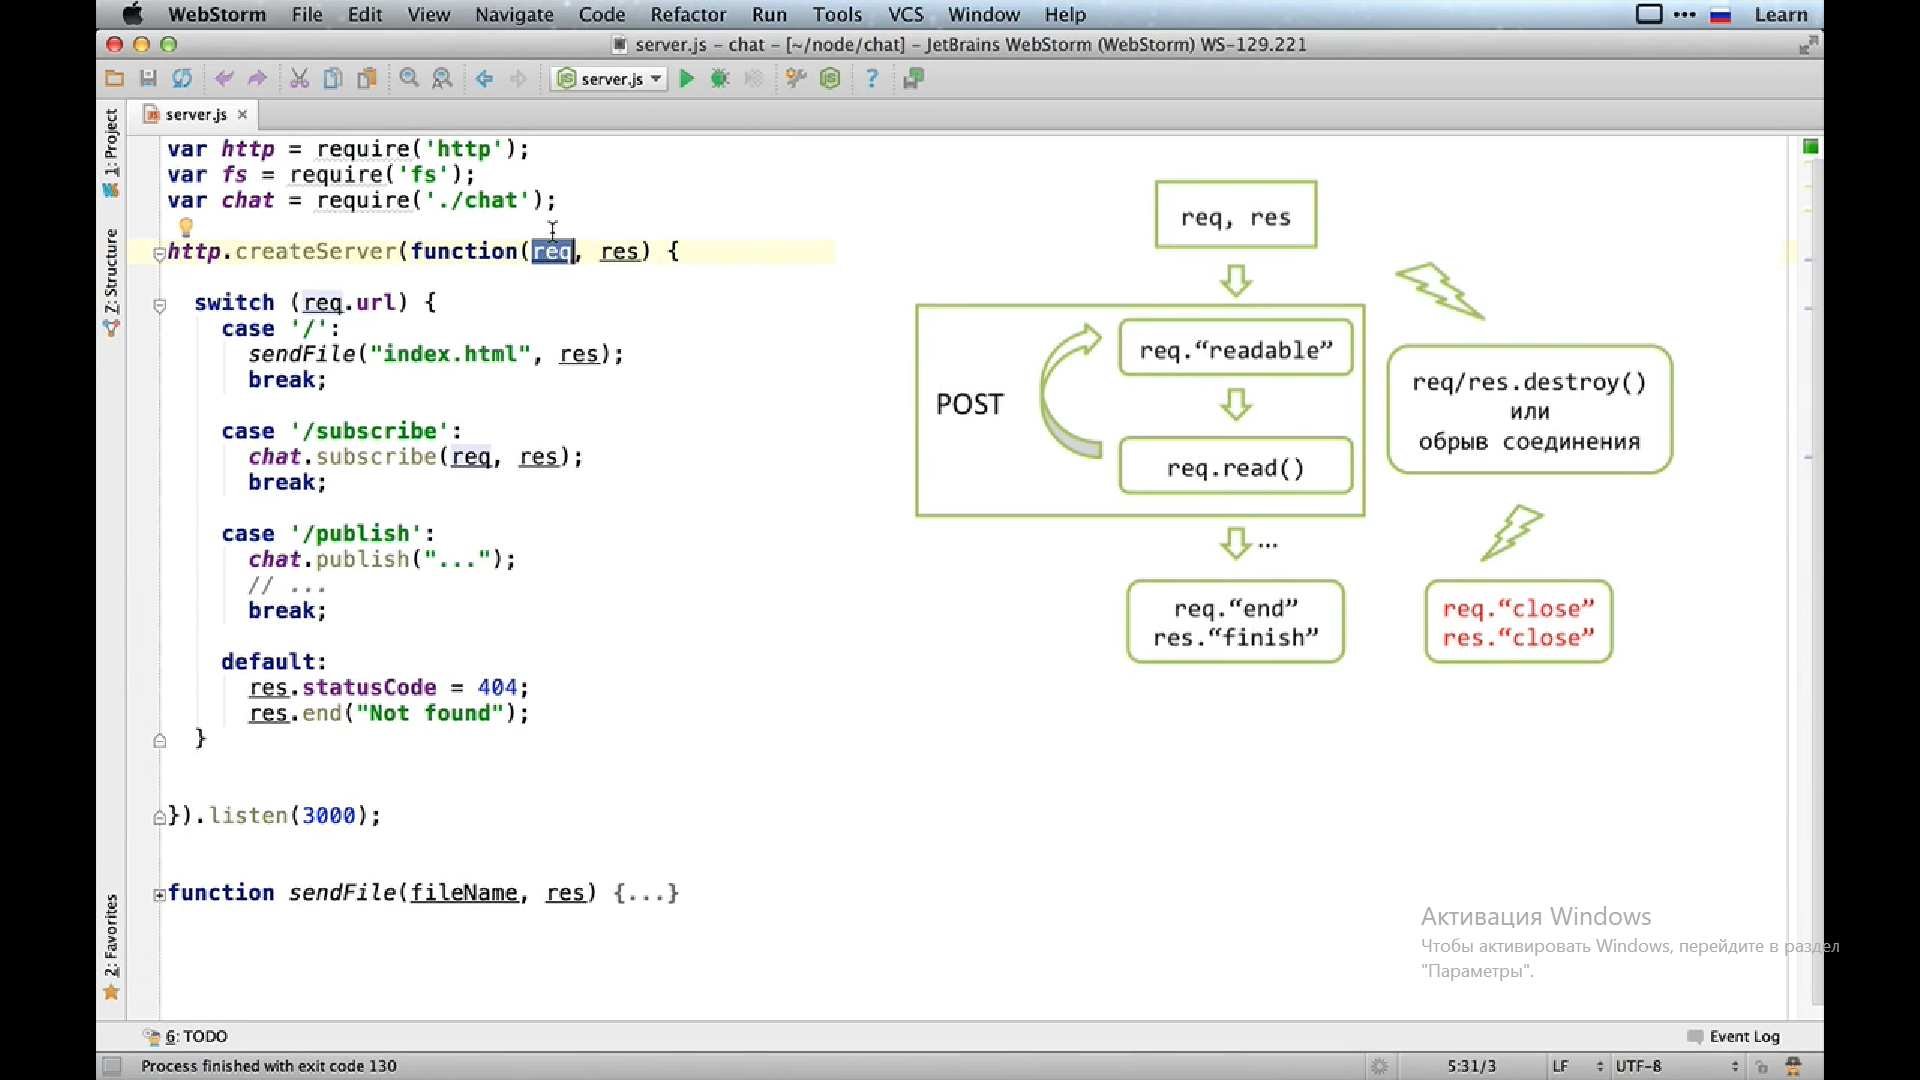 WebStorm File Edit View Navigate Code Refactor Run Tools VCS Window Help Learn
server.js – chat – [~/node/chat] – JetBrains WebStorm (WebStorm) WS-129.221
server.js
1: Project
Z: Structure
2: Favorites
server.js
var http = require('http');
var fs = require('fs');
var chat = require('./chat');
http.createServer(function(req, res) {
switch (req.url) {
case '/':
sendFile("index.html", res);
break;
case '/subscribe':
chat.subscribe(req, res);
break;
case '/publish':
chat.publish("...");
// ...
break;
default:
res.statusCode = 404;
res.end("Not found");
}
}).listen(3000);
function sendFile(fileName, res) {...}
req, res
POST
req.“readable”
req.read()
...
req.“end”
res.“finish”
req/res.destroy()
или
обрыв соединения
req.“close”
res.“close”
Активация Windows
Чтобы активировать Windows, перейдите в раздел
"Параметры".
6: TODO
Event Log
Process finished with exit code 130
5:31/3 LF UTF-8